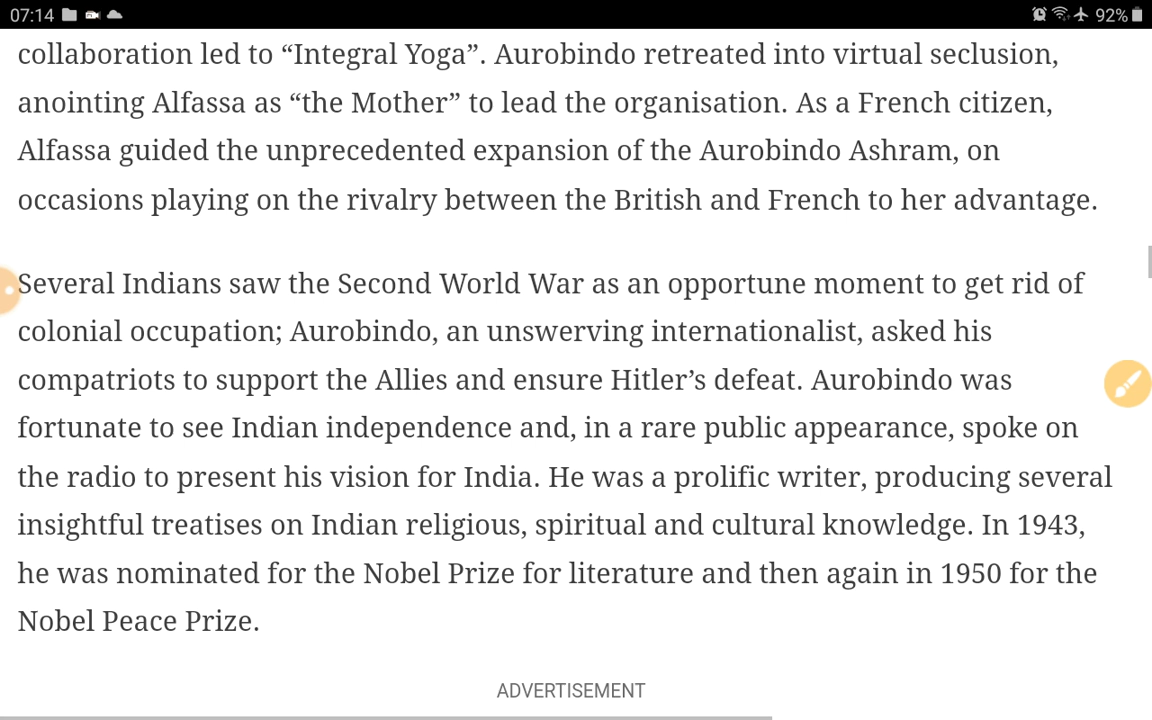 07:14
92%
collaboration led to “Integral Yoga”. Aurobindo retreated into virtual seclusion,
anointing Alfassa as “the Mother” to lead the organisation. As a French citizen,
Alfassa guided the unprecedented expansion of the Aurobindo Ashram, on
occasions playing on the rivalry between the British and French to her advantage.
Several Indians saw the Second World War as an opportune moment to get rid of
colonial occupation; Aurobindo, an unswerving internationalist, asked his
compatriots to support the Allies and ensure Hitler’s defeat. Aurobindo was
fortunate to see Indian independence and, in a rare public appearance, spoke on
the radio to present his vision for India. He was a prolific writer, producing several
insightful treatises on Indian religious, spiritual and cultural knowledge. In 1943,
he was nominated for the Nobel Prize for literature and then again in 1950 for the
Nobel Peace Prize.
ADVERTISEMENT